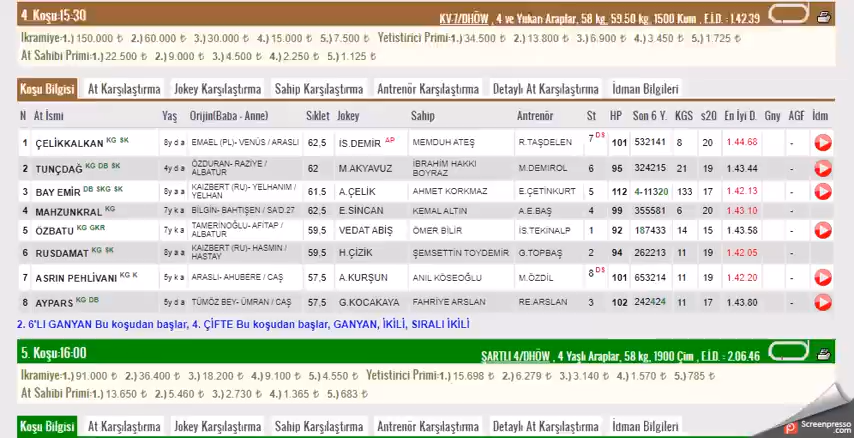 4. Koşu:15:30 KV-7/DHÖW , 4 ve Yukarı Araplar, 58 kg, 59.50 kg, 1500 Kum , E.İ.D. : 1.42.39
İkramiye:1.) 150.000 ₺ 2.) 60.000 ₺ 3.) 30.000 ₺ 4.) 15.000 ₺ 5.) 7.500 ₺ Yetistirici Primi:1.) 34.500 ₺ 2.) 13.800 ₺ 3.) 6.900 ₺ 4.) 3.450 ₺ 5.) 1.725 ₺
At Sahibi Primi:1.) 22.500 ₺ 2.) 9.000 ₺ 3.) 4.500 ₺ 4.) 2.250 ₺ 5.) 1.125 ₺
Koşu Bilgisi At Karşılaştırma Jokey Karşılaştırma Sahip Karşılaştırma Antrenör Karşılaştırma Detaylı At Karşılaştırma İdman Bilgileri
N At İsmi Yaş Orijin(Baba - Anne) Sıklet Jokey Sahip Antrenör St HP Son 6 Y. KGS s20 En İyi D. Gny AGF İdm
1 ÇELİKKALKAN KG SK 8y d a EMAEL (PL)- VENÜS / ARASLI 62,5 IS.DEMİR AP MEMDUH ATEŞ R.TAŞDELEN 7 DS 101 532141 8 20 1.44.68 -
2 TUNÇDAĞ KG DB SK 4y d a ÖZDURAN- RAZİYE / ALBATUR 62 M.AKYAVUZ İBRAHİM HAKKI BOYRAZ M.DEMİROL 6 95 324215 21 19 1.43.44 -
3 BAY EMİR DB SKG SK 8y k a KAIZBERT (RU)- YELHANIM / YELHAN 61.5 A.ÇELİK AHMET KORKMAZ E.ÇETİNKURT 5 112 4-11320 133 17 1.42.13 -
4 MAHZUNKRAL KG 7y k a BİLGİN- BAHTIŞEN / SA'D 27 62,5 E.SİNCAN KEMAL ALTIN A.E.BAŞ 4 99 355581 6 20 1.43.10 -
5 ÖZBATU KG GKR 5y k a TAMERİNOĞLU- AFİTAP / ALBATUR 59,5 VEDAT ABİŞ ÖMER BİLİR İS.TEKİNALP 1 92 187433 14 15 1.43.58 -
6 RUSDAMAT KG SK 8y a a KAIZBERT (RU)- HASMIN / HASTAY 59,5 H.ÇİZİK ŞEMSETTİN TOYDEMİR G.TOPBAŞ 2 94 262213 11 19 1.42.05 -
7 ASRIN PEHLİVANI KG K 5y k a ARASLI- AHUBERE / CAŞ 57,5 A.KURŞUN ANIL KÖSEOĞLU M.ÖZDİL 8 DS 101 653214 11 19 1.42.20 -
8 AYPARS KG DB 5y d a TÜMÖZ BEY- ÜMRAN / CAŞ 57.5 G.KOCAKAYA FAHRİYE ARSLAN RE.ARSLAN 3 102 242424 11 17 1.43.80 -
2. 6'LI GANYAN Bu koşudan başlar, 4. ÇİFTE Bu koşudan başlar, GANYAN, İKİLİ, SIRALI İKİLİ
5. Koşu:16:00 ŞARTLI 4/DHÖW , 4 Yaşlı Araplar, 58 kg, 1900 Çim , E.İ.D. : 2.06.46
İkramiye:1.) 91.000 ₺ 2.) 36.400 ₺ 3.) 18.200 ₺ 4.) 9.100 ₺ 5.) 4.550 ₺ Yetistirici Primi:1.) 15.698 ₺ 2.) 6.279 ₺ 3.) 3.140 ₺ 4.) 1.570 ₺ 5.) 785 ₺
At Sahibi Primi:1.) 13.650 ₺ 2.) 5.460 ₺ 3.) 2.730 ₺ 4.) 1.365 ₺ 5.) 683 ₺
Koşu Bilgisi At Karşılaştırma Jokey Karşılaştırma Sahip Karşılaştırma Antrenör Karşılaştırma Detaylı At Karşılaştırma İdman Bilgileri
Screenpresso
.com